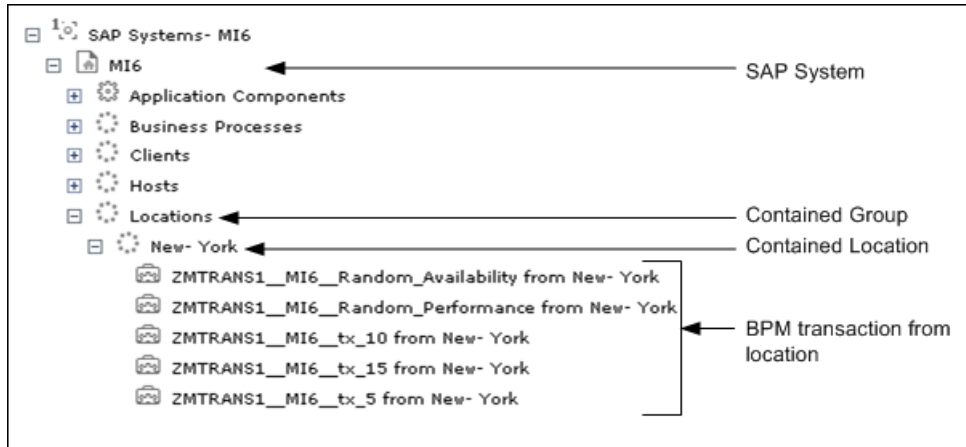 1 SAP Systems- MI6
MI6
SAP System
Application Components
Business Processes
Clients
Hosts
Locations
Contained Group
New- York
Contained Location
ZMTRANS1__MI6__Random_Availability from New- York
ZMTRANS1__MI6__Random_Performance from New- York
ZMTRANS1__MI6__tx_10 from New- York
ZMTRANS1__MI6__tx_15 from New- York
ZMTRANS1__MI6__tx_5 from New- York
BPM transaction from
location